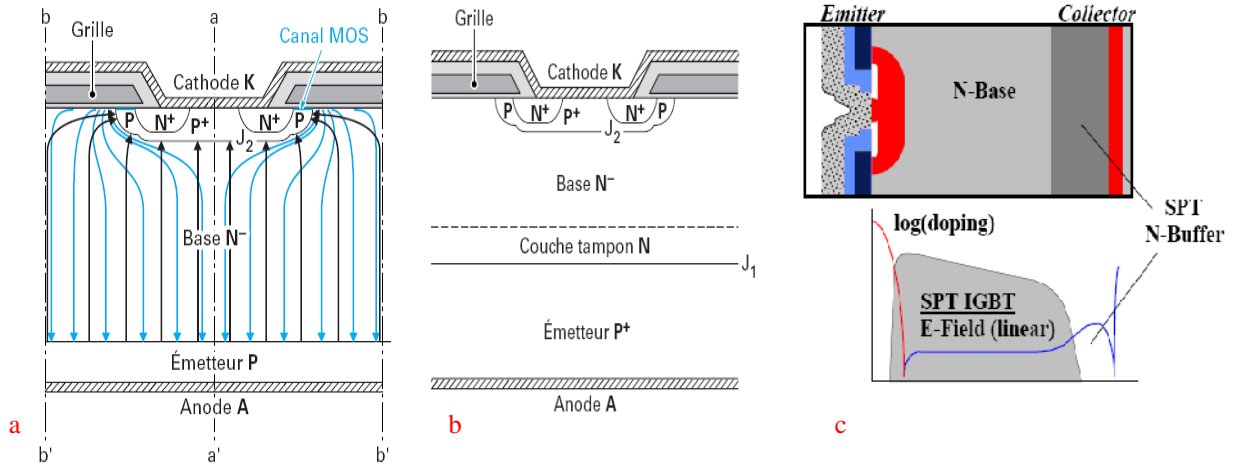 b
a
b
Grille
Canal MOS
Cathode K
P
N+
P+
N+
P
J2
Base N−
Émetteur P
Anode A
a
b'
a'
b'
Grille
Cathode K
P
N+
P+
N+
P
J2
Base N−
Couche tampon N
J1
Émetteur P+
Anode A
b
Emitter
Collector
N-Base
SPT
N-Buffer
log(doping)
SPT IGBT
E-Field (linear)
c